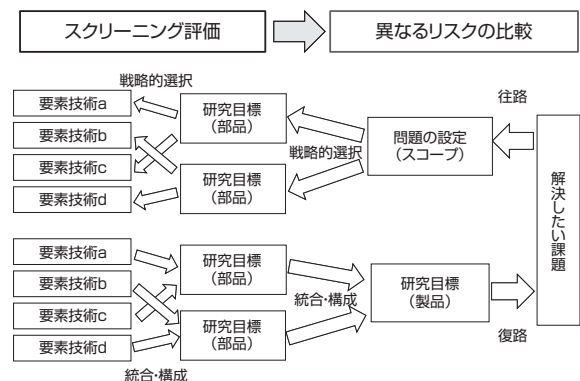 スクリーニング評価
異なるリスクの比較
戦略的選択
往路
要素技術a
要素技術b
要素技術c
要素技術d
研究目標
(部品)
研究目標
(部品)
戦略的選択
問題の設定
(スコープ)
解決したい課題
要素技術a
要素技術b
要素技術c
要素技術d
研究目標
(部品)
研究目標
(部品)
統合・構成
研究目標
(製品)
復路
統合・構成